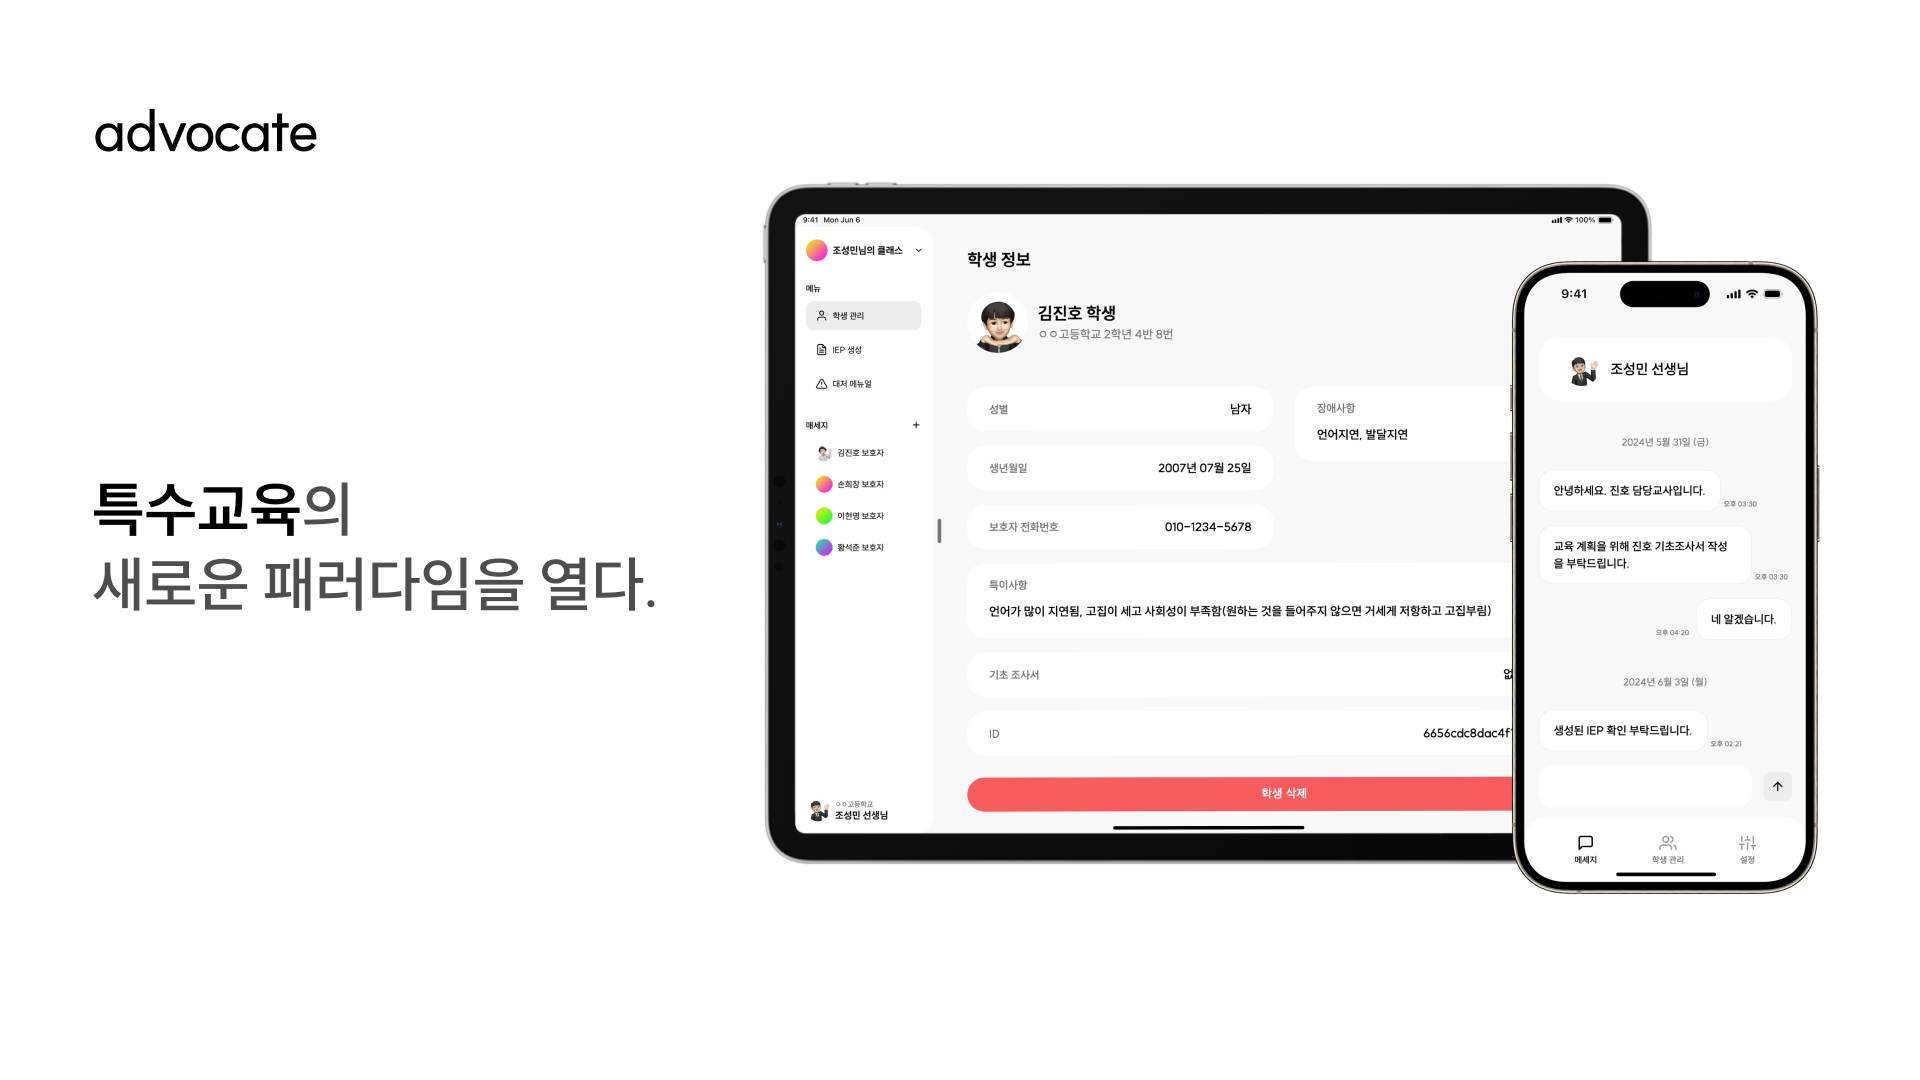 advocate
특수교육의
새로운 패러다임을 열다.
9:41 Mon Jun 6
100%
조성민님의 클래스
메뉴
학생 관리
IEP 생성
대처 메뉴얼
매세지
김진호 보호자
손희창 보호자
이현명 보호자
황석준 보호자
ㅇㅇ고등학교
조성민 선생님
학생 정보
김진호 학생
ㅇㅇ고등학교 2학년 4반 8번
성별
남자
생년월일
2007년 07월 25일
보호자 전화번호
010-1234-5678
장애사항
언어지연, 발달지연
특이사항
언어가 많이 지연됨, 고집이 세고 사회성이 부족함(원하는 것을 들어주지 않으면 거세게 저항하고 고집부림)
기초 조사서
ID
6656cdc8dac4f
학생 삭제
9:41
조성민 선생님
2024년 5월 31일 (금)
안녕하세요. 진호 담당교사입니다.
오후 03:30
교육 계획을 위해 진호 기초조사서 작성
을 부탁드립니다.
오후 03:30
네 알겠습니다.
오후 04:20
2024년 6월 3일 (월)
생성된 IEP 확인 부탁드립니다.
오후 02:21
메세지
학생 관리
설정